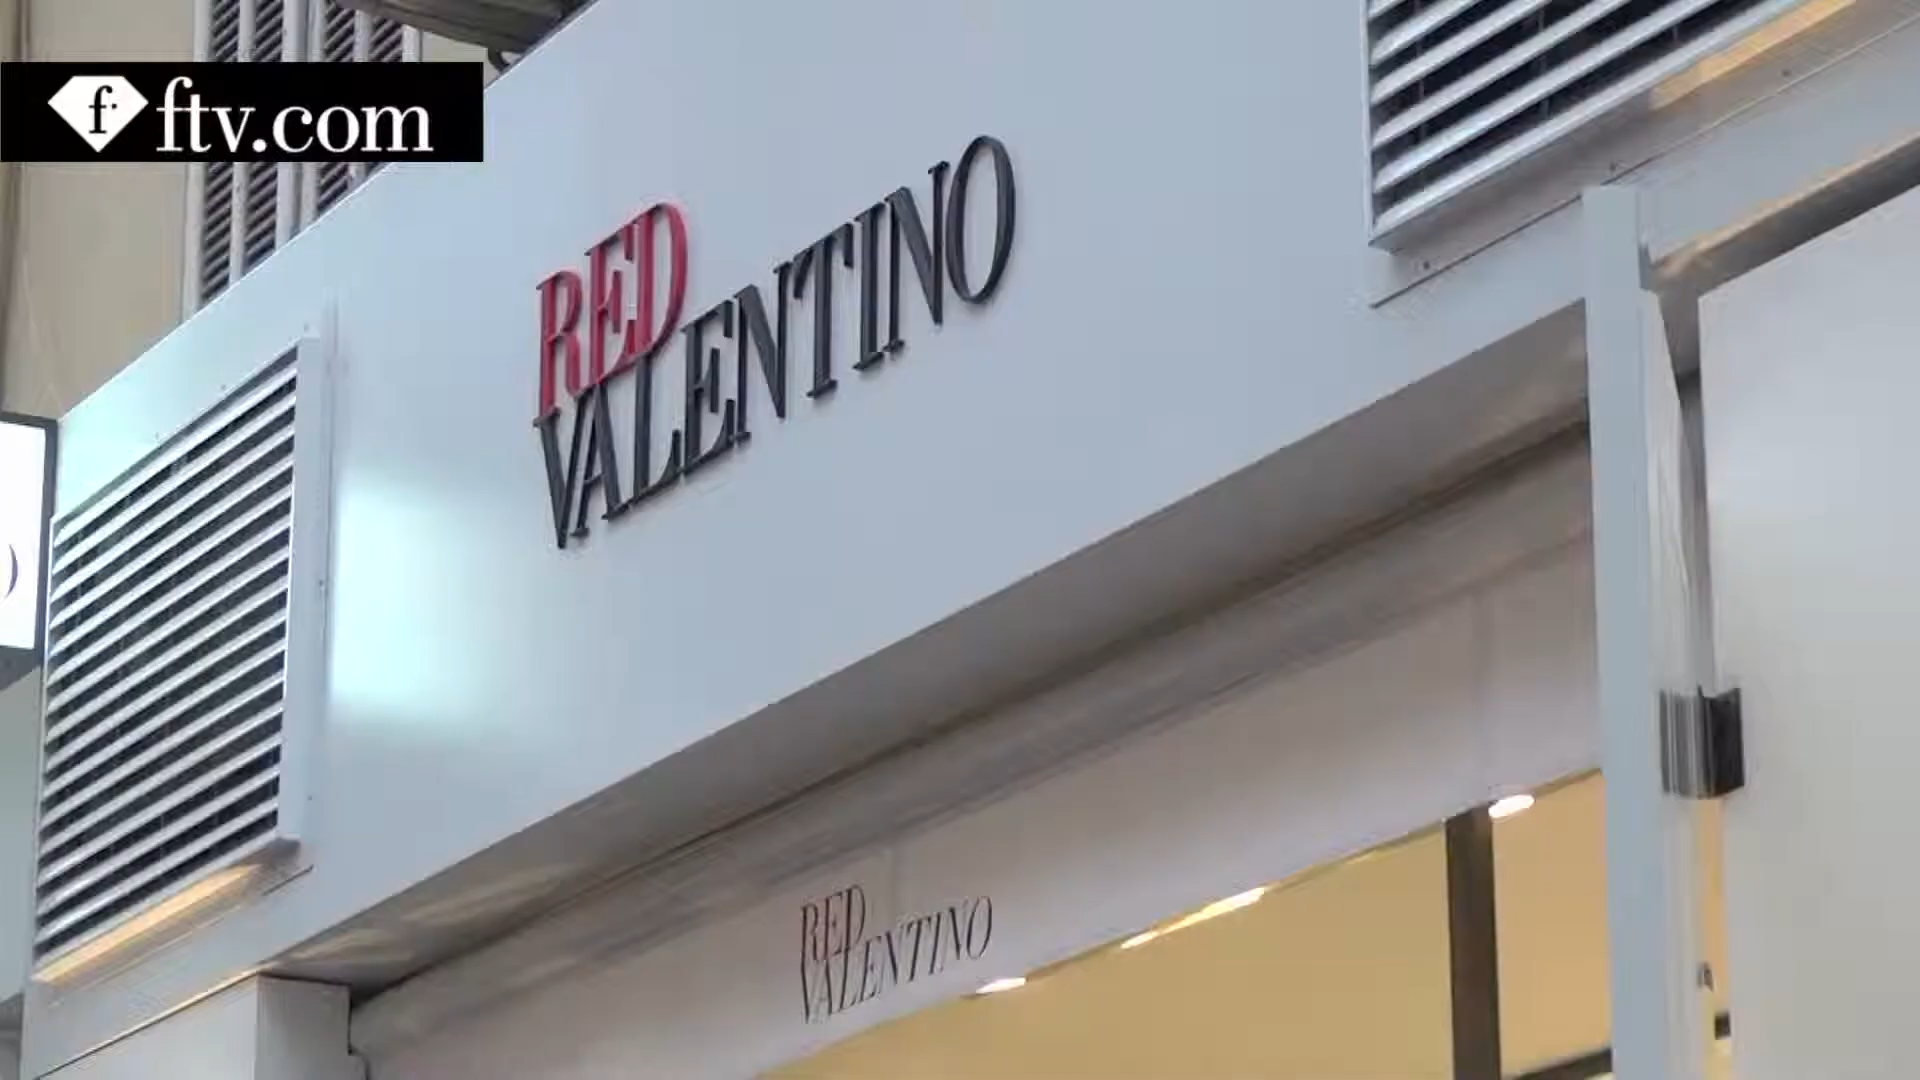 f
ftv.com
RED
VALENTINO
RED
VALENTINO